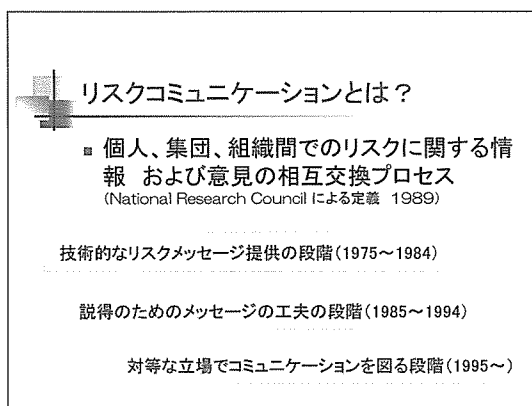 リスクコミュニケーションとは？
個人、集団、組織間でのリスクに関する情
報 および意見の相互交換プロセス
(National Research Council による定義 1989)
技術的なリスクメッセージ提供の段階(1975～1984)
説得のためのメッセージの工夫の段階(1985～1994)
対等な立場でコミュニケーションを図る段階(1995～)